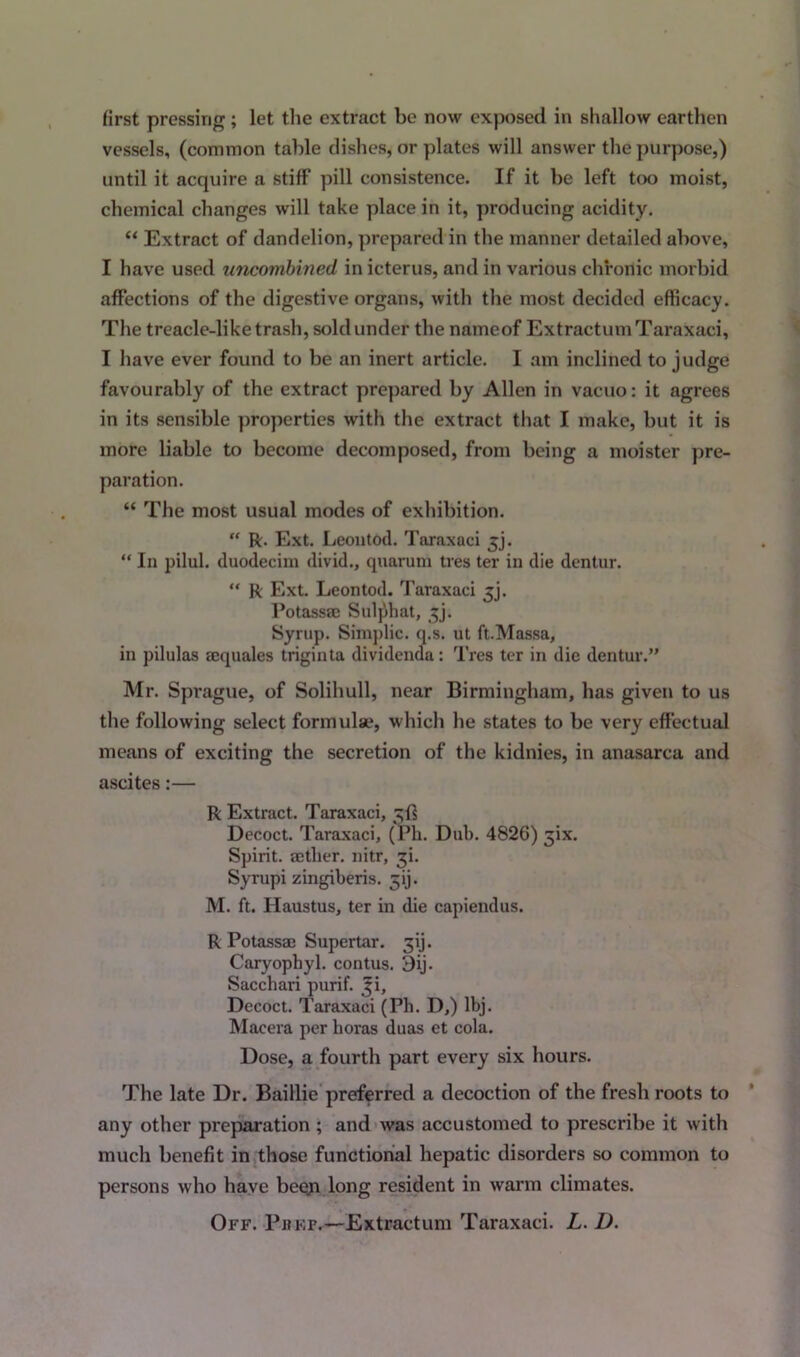 first pressing ; let the extract be now exposed in shallow earthen
vessels, (common table dishes, or plates will answer the purpose,)
until it acquire a stiff pill consistence. If it be left too moist,
chemical changes will take place in it, producing acidity.
“ Extract of dandelion, prepared in the manner detailed above,
I have used uncombined in icterus, and in various chronic morbid
affections of the digestive organs, with the most decided efficacy.
The treacle-like trash, sold under the name of Extractum Taraxaci,
I have ever found to be an inert article. I am inclined to judge
favourably of the extract prepared by Allen in vacuo: it agrees
in its sensible properties with the extract that I make, but it is
more liable to become decomposed, from being a moister pre-
paration.
“ The most usual modes of exhibition.
“ ℞. Ext. Leontod. Taraxaci ʒj.
“ In pilul. duodecim divid., quarum tres ter in die dentur.
“ ℞ Ext. Leontod. Taraxaci ʒj.
Potassæ Sulphat, ʒj.
Syrup. Simplic. q.s. ut ft.Massa,
in pilulas æquales triginta dividenda: Tres ter in die dentur.”
Mr. Sprague, of Solihull, near Birmingham, has given to us
the following select formulæ, which he states to be very effectual
means of exciting the secretion of the kidnies, in anasarca and
ascites :—
℞ Extract. Taraxaci, ʒſs
Decoct. Taraxaci, (Ph. Dub. 4826) ʒix.
Spirit. æther. nitr, ʒi.
Syrupi zingiberis. ʒij.
M. ft. Haustus, ter in die capiendus.
℞ Potassæ Supertar. ʒij.
Caryophyl. contus. ℈ij.
Sacchari purif. ℥i,
Decoct. Taraxaci (Ph. D,) lbj.
Macera per horas duas et cola.
Dose, a fourth part every six hours.
The late Dr. Baillie preferred a decoction of the fresh roots to
any other preparation ; and was accustomed to prescribe it with
much benefit in those functional hepatic disorders so common to
persons who have been long resident in warm climates.
Off. Prep.—Extractum Taraxaci. L. D.